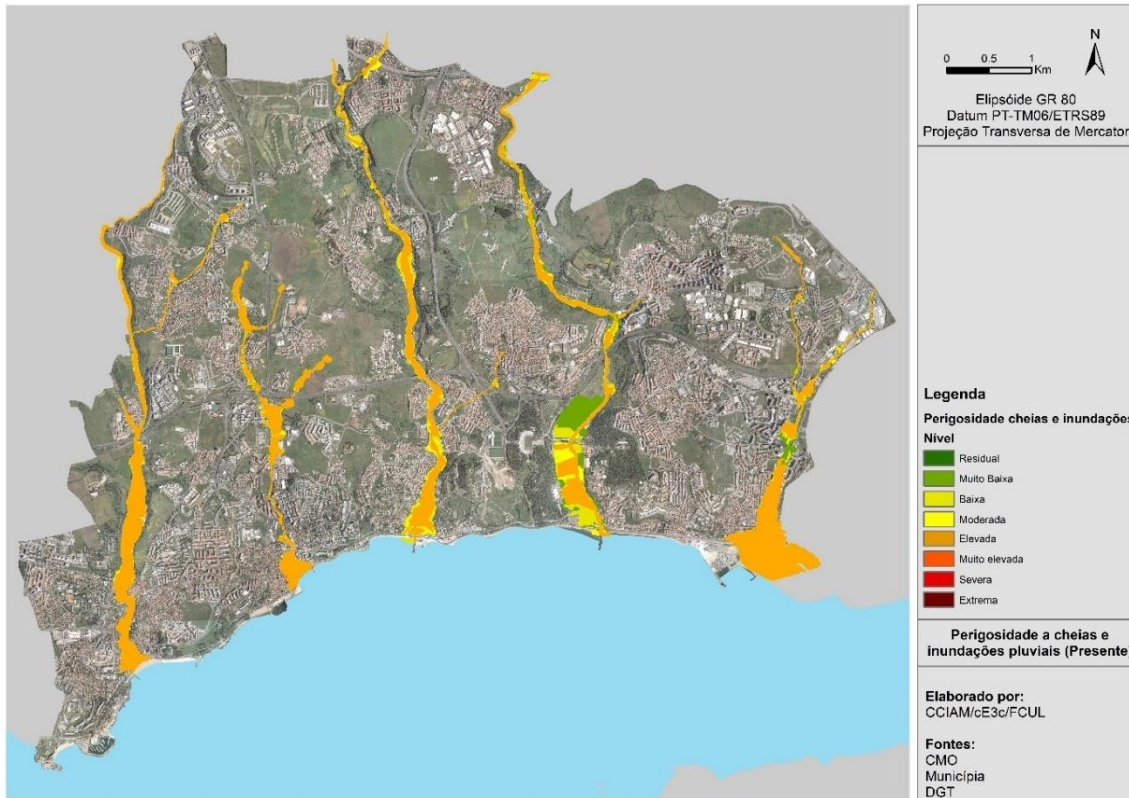 N
0 0.5 1
Km
Elipsóide GR 80
Datum PT-TM06/ETRS89
Projeção Transversa de Mercator
Legenda
Perigosidade cheias e inundações
Nível
Residual
Muito Baixa
Baixa
Moderada
Elevada
Muito elevada
Severa
Extrema
Perigosidade a cheias e
inundações pluviais (Presente)
Elaborado por:
CCIAM/cE3c/FCUL
Fontes:
CMO
Municípia
DGT